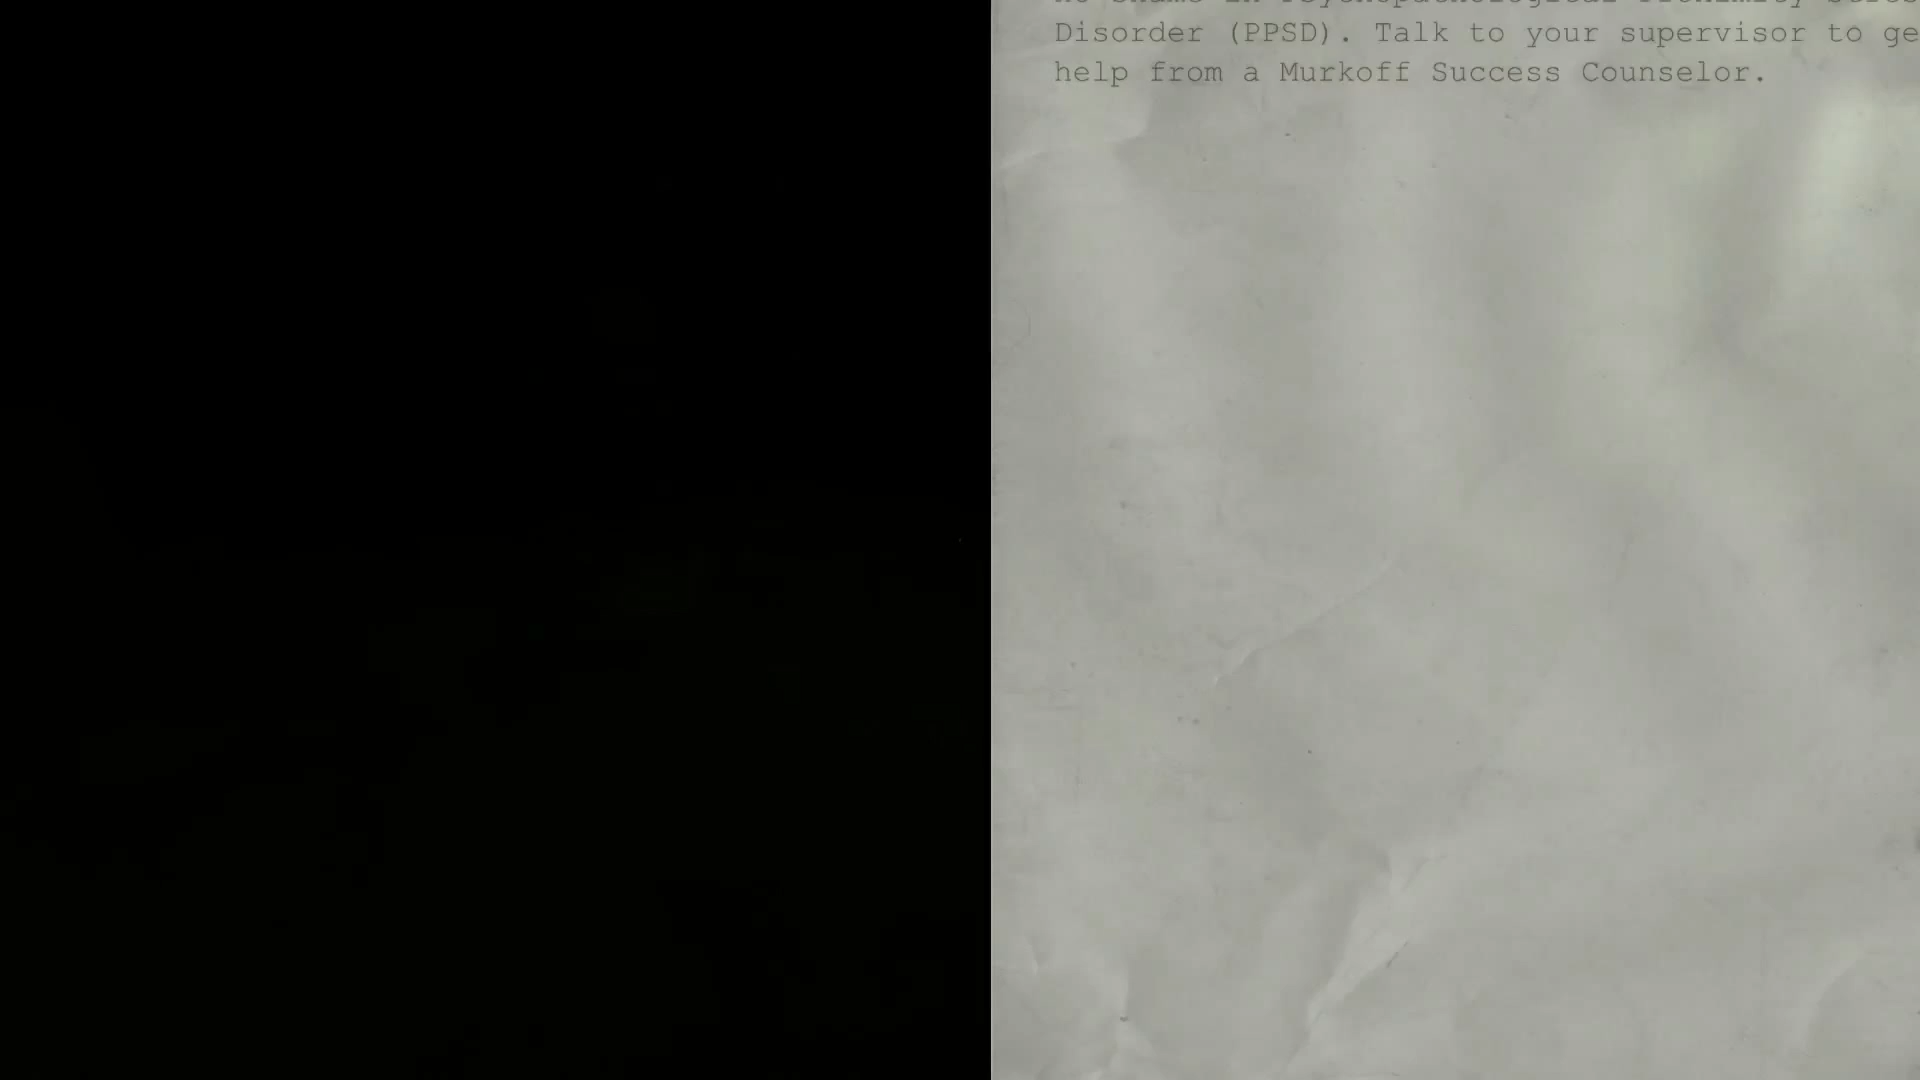 Disorder (PPSD). Talk to your supervisor to ge
help from a Murkoff Success Counselor.